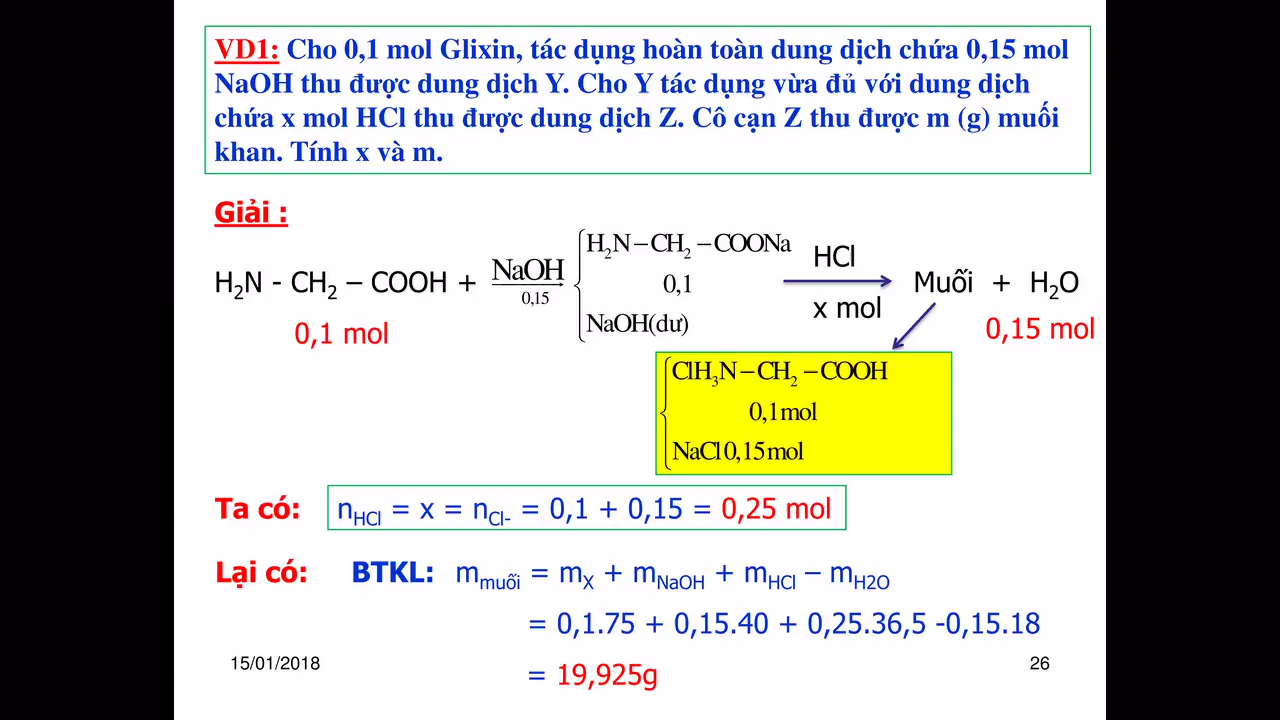 VD1: Cho 0,1 mol Glixin, tác dụng hoàn toàn dung dịch chứa 0,15 mol
NaOH thu được dung dịch Y. Cho Y tác dụng vừa đủ với dung dịch
chứa x mol HCl thu được dung dịch Z. Cô cạn Z thu được m (g) muối
khan. Tính x và m.
Giải :
H₂N - CH₂ – COOH + NaOH 0,15
0,1 mol
H₂N – CH₂ – COONa
0,1
NaOH(dư)
HCl
x mol
Muối + H₂O
0,15 mol
ClH₃N – CH₂ – COOH
0,1mol
NaCl 0,15mol
Ta có: nHCl = x = nCl- = 0,1 + 0,15 = 0,25 mol
Lại có: BTKL: mmuối = mX + mNaOH + mHCl – mH2O
= 0,1.75 + 0,15.40 + 0,25.36,5 -0,15.18
= 19,925g
15/01/2018
26